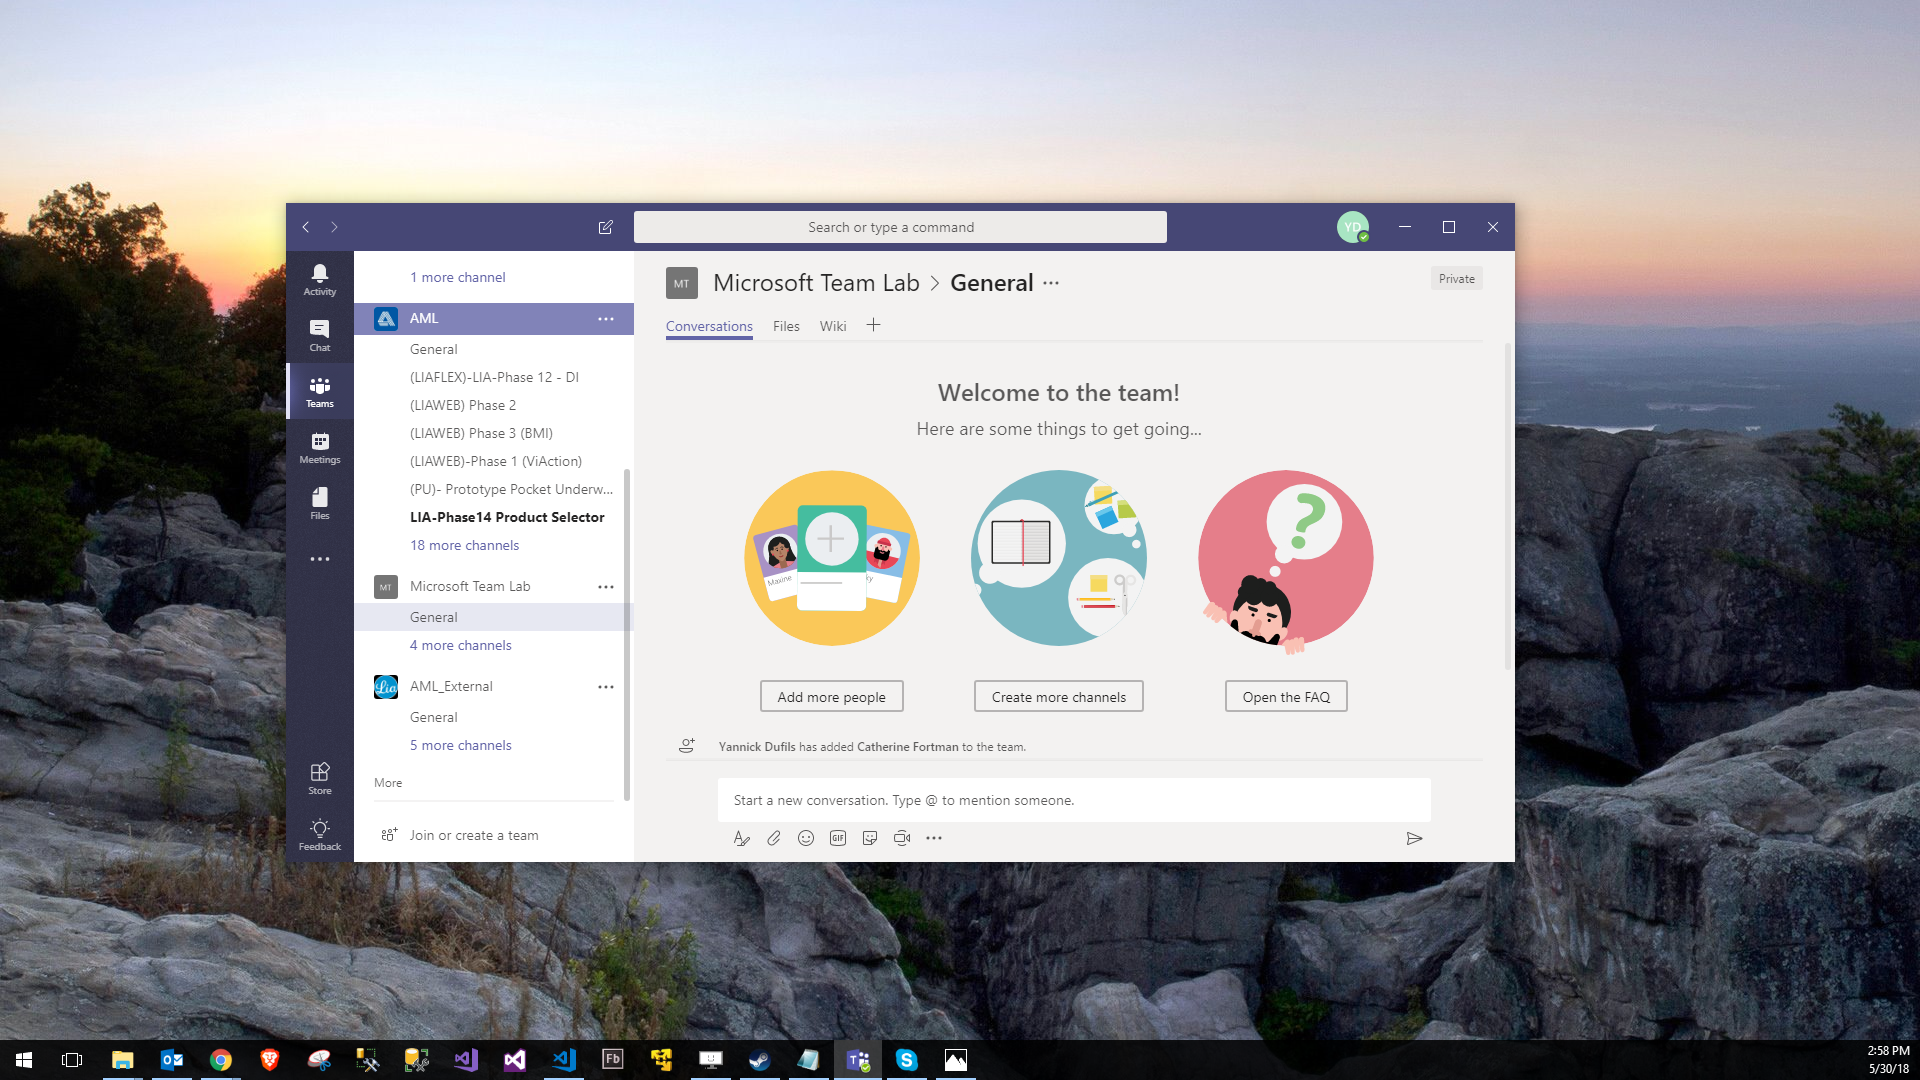 Search or type a command
YD
Activity
Chat
Teams
Meetings
Files
Store
Feedback
1 more channel
AML
General
(LIAFLEX)-LIA-Phase 12 - DI
(LIAWEB) Phase 2
(LIAWEB) Phase 3 (BMI)
(LIAWEB)-Phase 1 (ViAction)
(PU)- Prototype Pocket Underw...
LIA-Phase14 Product Selector
18 more channels
MT Microsoft Team Lab
General
4 more channels
Lia AML_External
General
5 more channels
More
Join or create a team
MT Microsoft Team Lab > General
Private
Conversations Files Wiki
Welcome to the team!
Here are some things to get going...
Maxine
?
Add more people Create more channels Open the FAQ
Yannick Dufils has added Catherine Fortman to the team.
Start a new conversation. Type @ to mention someone.
GIF
Fb
2:58 PM
5/30/18